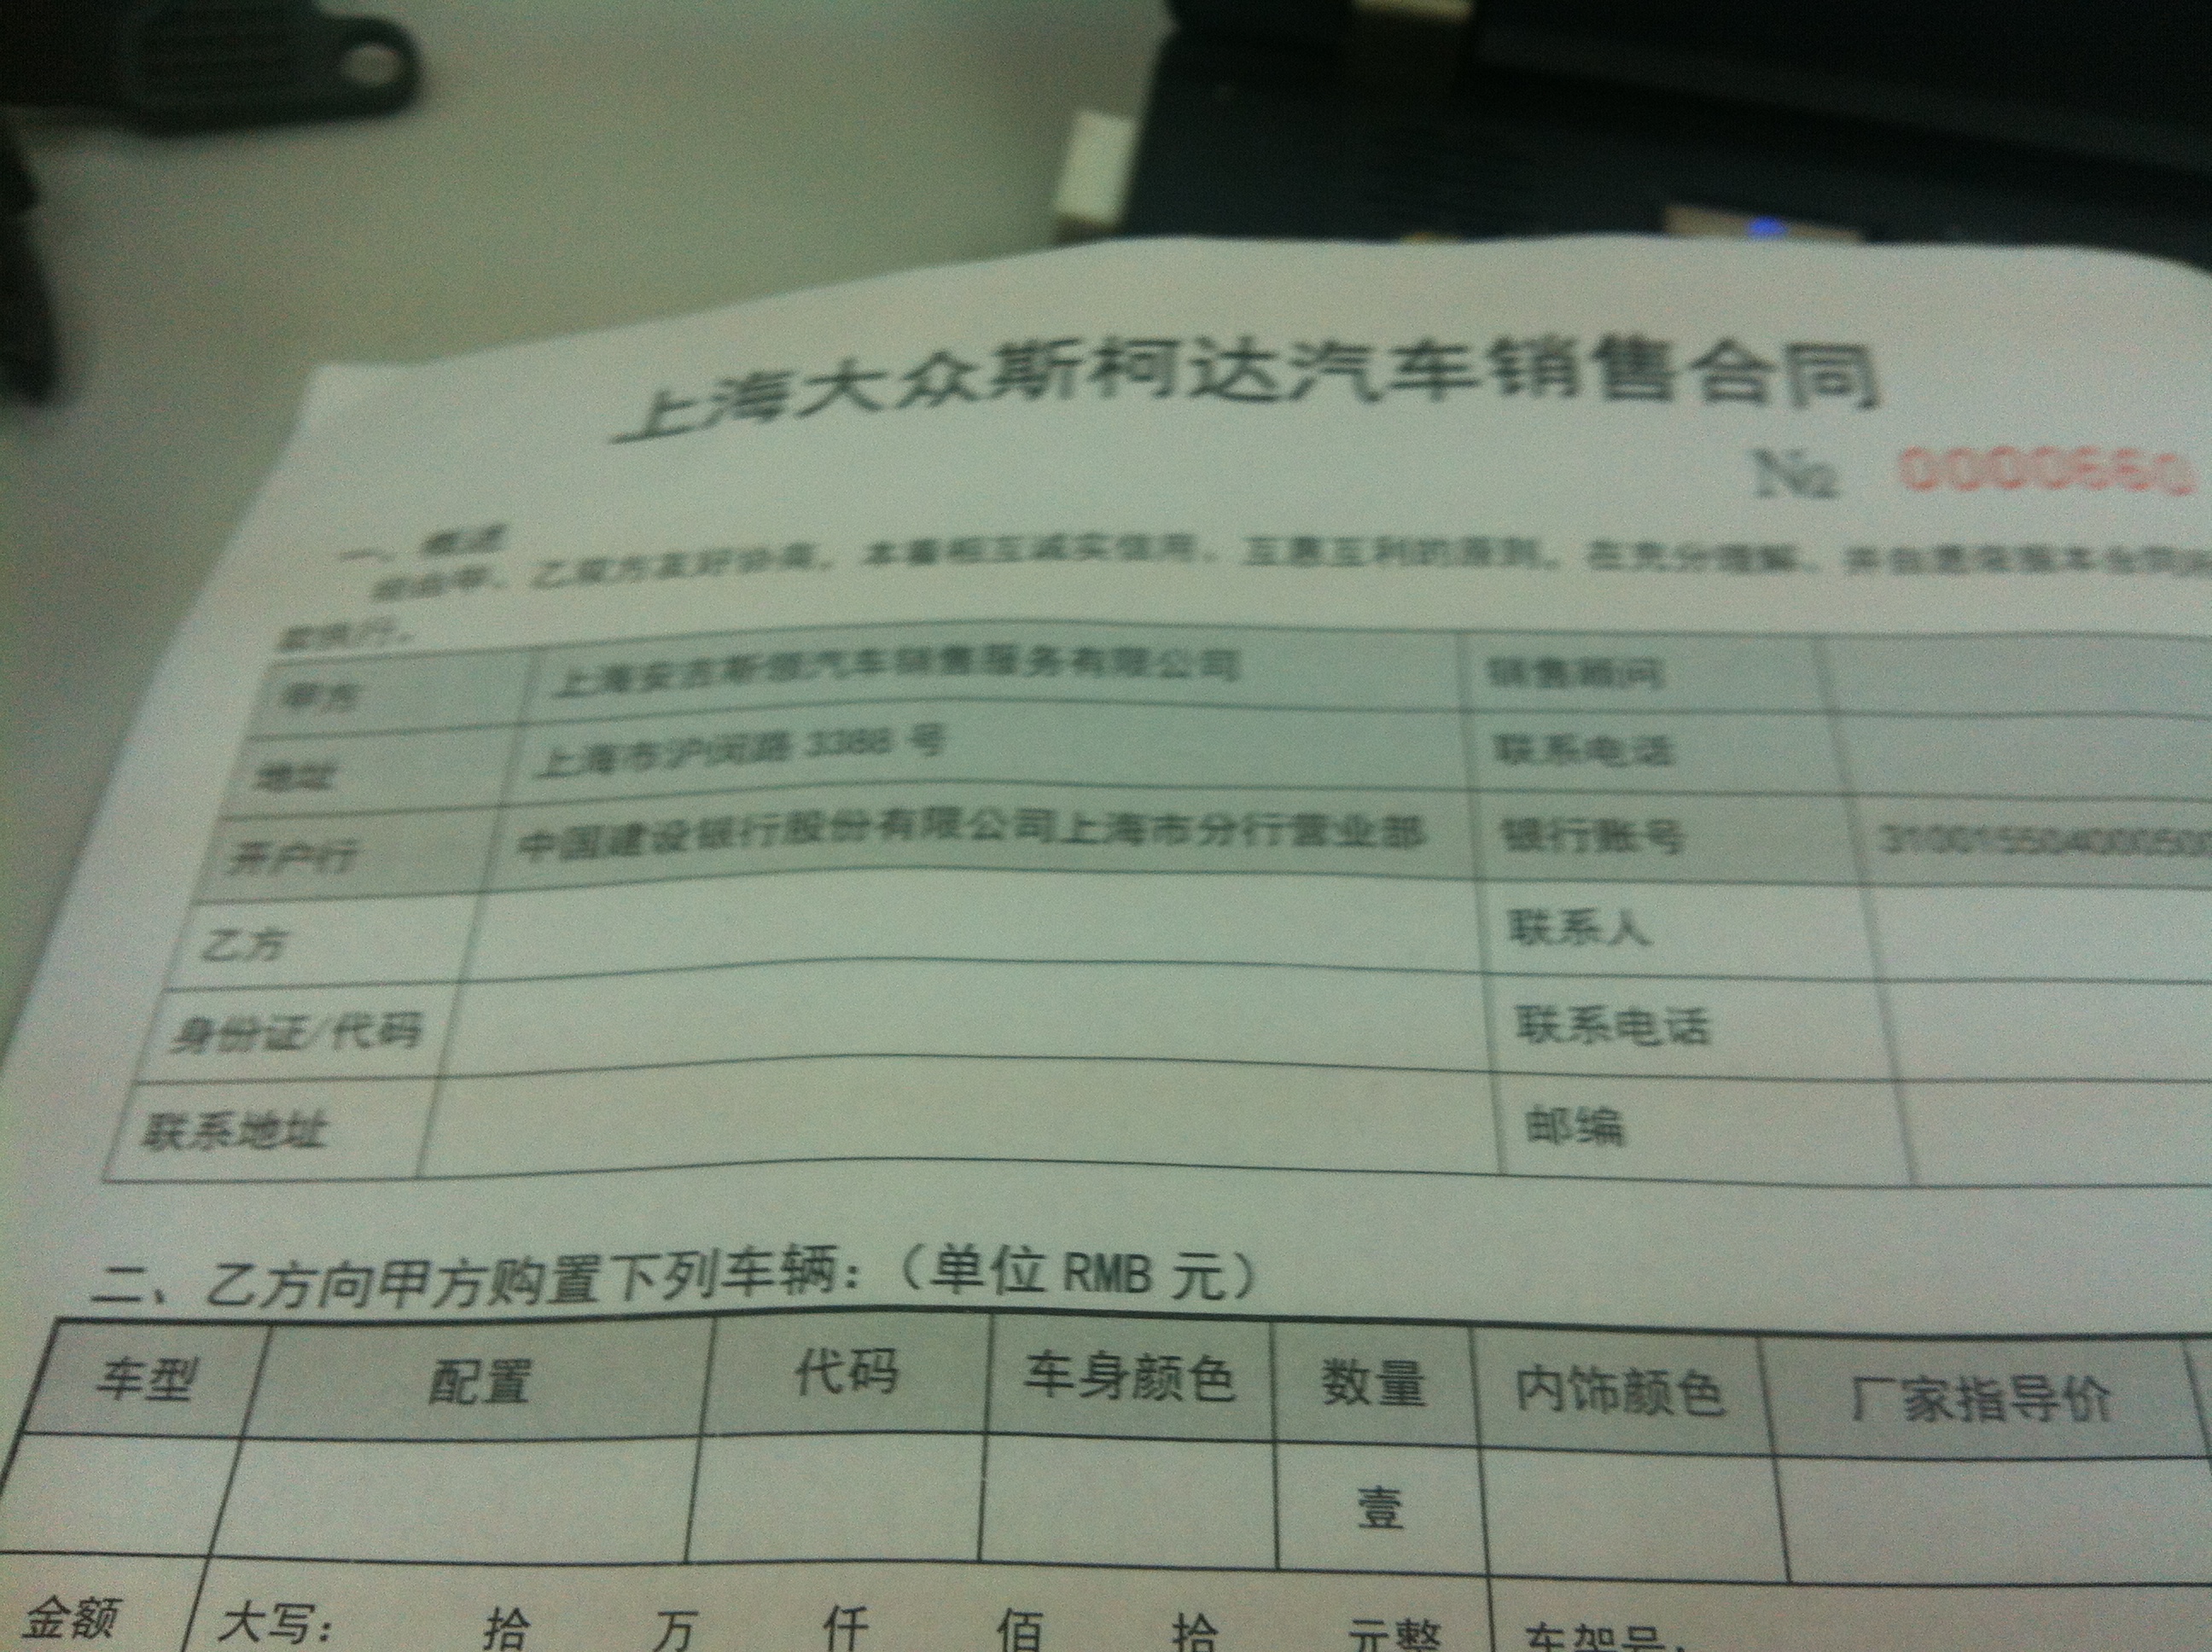 上海大众斯柯达汽车销售合同
№ 0000660
一、概述
经由甲、乙双方友好协商，本着相互诚实信用、互惠互利的原则，在充分理解、并自愿
款执行。
甲方 上海安吉斯 汽车销售服务有限公司 销售顾问
地址 上海市沪闵路 3388 号 联系电话
开户行 中国建设银行股份有限公司上海市分行营业部 银行账号 31001550400050
乙方 联系人
身份证/代码 联系电话
联系地址 邮编
二、乙方向甲方购置下列车辆：（单位 RMB 元）
车型 配置 代码 车身颜色 数量 内饰颜色 厂家指导价
壹
金额 大写： 拾 万 仟 佰 拾 元整 车架号：